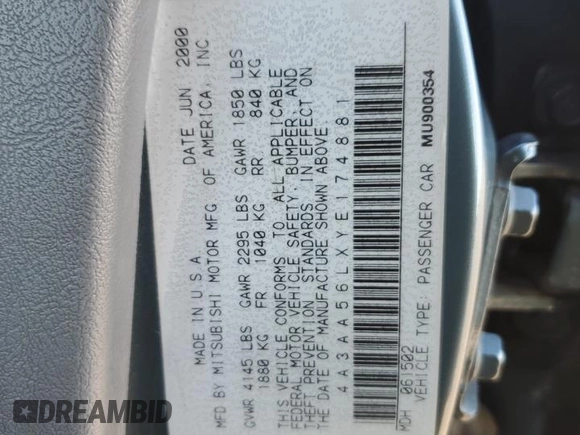 MADE IN U.S.A. DATE JUN. 2000
MFD BY MITSUBISHI MOTOR MFG. OF AMERICA, INC
GVWR 4145 LBS GAWR 2295 LBS GAWR 1850 LBS
1880 KG FR 1040 KG RR 840 KG
THIS VEHICLE CONFORMS TO ALL APPLICABLE
FEDERAL MOTOR VEHICLE SAFETY, BUMPER, AND
THEFT PREVENTION STANDARDS, IN EFFECT ON
THE DATE OF MANUFACTURE SHOWN ABOVE.
4A3AA56LXYE174881
MDH 061502
VEHICLE TYPE: PASSENGER CAR MU900354
DREAMBID